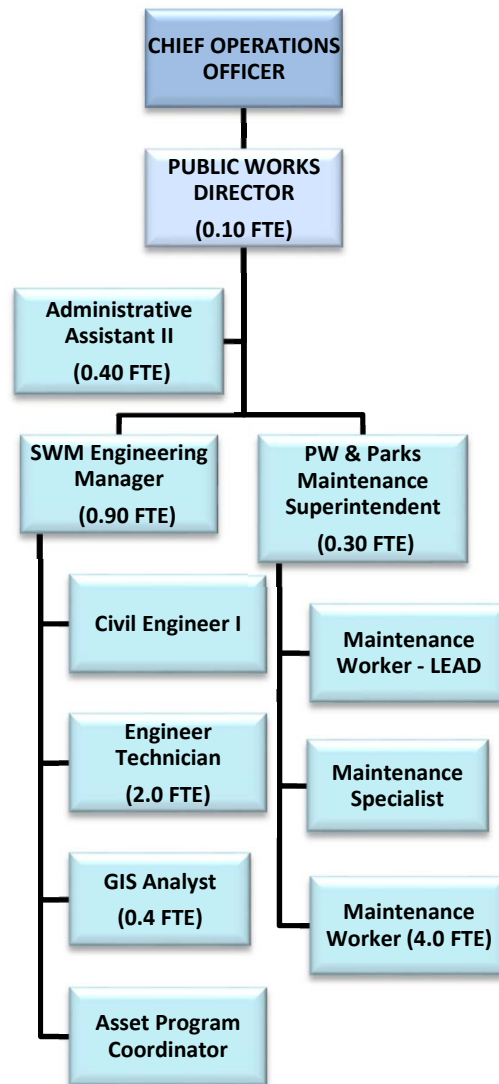 CHIEF OPERATIONS
OFFICER
PUBLIC WORKS
DIRECTOR
(0.10 FTE)
Administrative
Assistant II
(0.40 FTE)
SWM Engineering
Manager
(0.90 FTE)
Civil Engineer I
Engineer
Technician
(2.0 FTE)
GIS Analyst
(0.4 FTE)
Asset Program
Coordinator
PW & Parks
Maintenance
Superintendent
(0.30 FTE)
Maintenance
Worker - LEAD
Maintenance
Specialist
Maintenance
Worker (4.0 FTE)